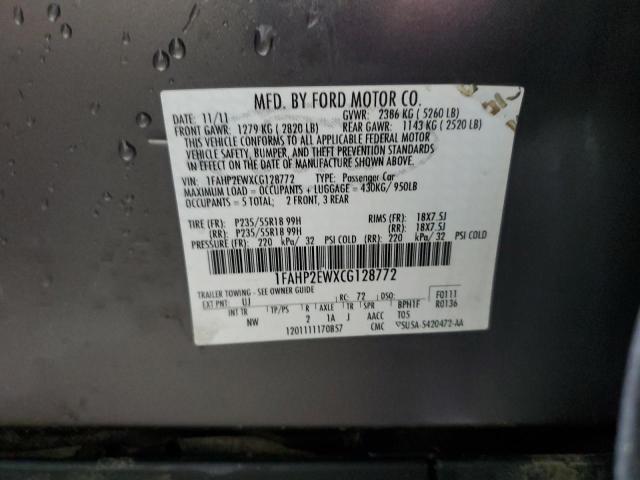 MFD. BY FORD MOTOR CO.
DATE: 11/11 GVWR: 2386 KG ( 5260 LB)
FRONT GAWR: 1279 KG ( 2820 LB) REAR GAWR: 1143 KG ( 2520 LB)
THIS VEHICLE CONFORMS TO ALL APPLICABLE FEDERAL MOTOR
VEHICLE SAFETY, BUMPER, AND THEFT PREVENTION STANDARDS
IN EFFECT ON THE DATE OF MANUFACTURE SHOWN ABOVE.
VIN: 1FAHP2EWXCG128772 TYPE: Passenger Car
MAXIMUM LOAD = OCCUPANTS + LUGGAGE = 430KG/ 950LB
OCCUPANTS = 5 TOTAL; 2 FRONT, 3 REAR
TIRE (FR): P235/55R18 99H RIMS (FR): 18X7.5J
(RR): P235/55R18 99H (RR): 18X7.5J
PRESSURE (FR): 220 kPa/ 32 PSI COLD (RR) 220 kPa/ 32 PSI COLD
1FAHP2EWXCG128772
TRAILER TOWING - SEE OWNER GUIDE
EXT PNT: UJ RC: 72 DSO: F0111
INT TR TP/PS R AXLE TR SPR BPH1F R0136
NW 2 1A J AACC T05
1201111170857 CMC ▽5USA-5420472-AA